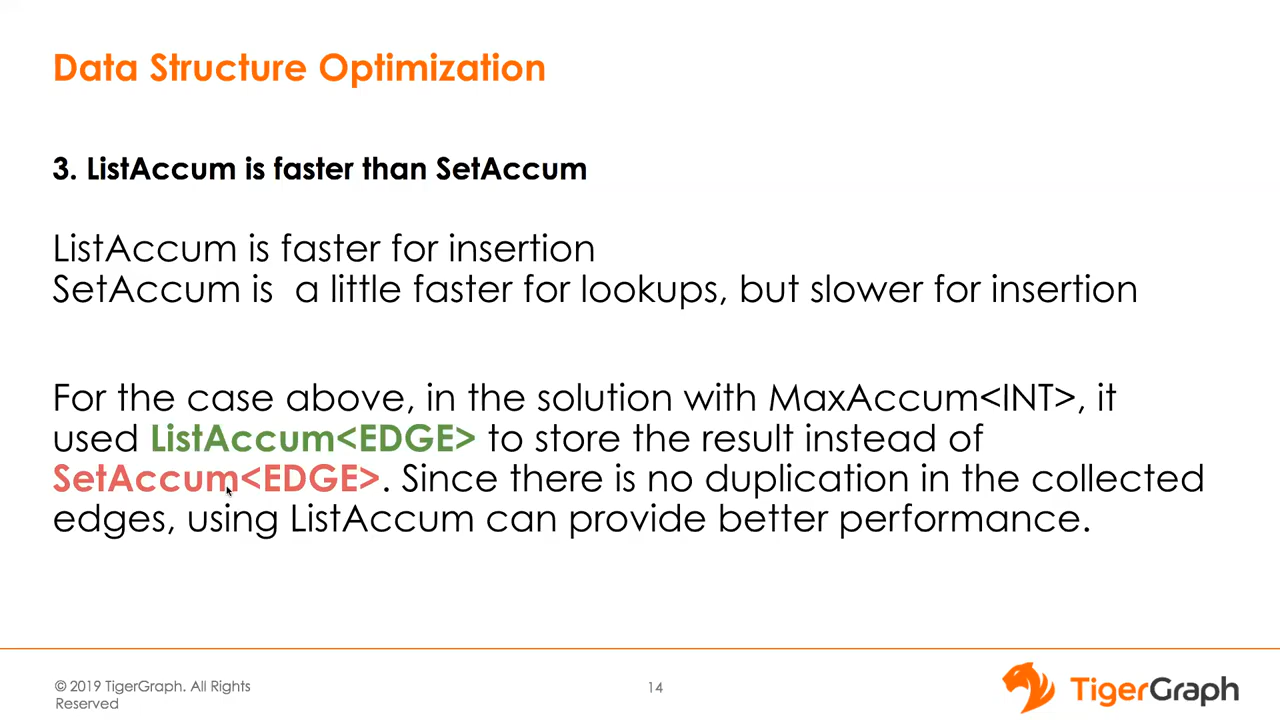 Data Structure Optimization
3. ListAccum is faster than SetAccum
ListAccum is faster for insertion
SetAccum is  a little faster for lookups, but slower for insertion
For the case above, in the solution with MaxAccum<INT>, it
used ListAccum<EDGE> to store the result instead of
SetAccum<EDGE>. Since there is no duplication in the collected
edges, using ListAccum can provide better performance.
© 2019 TigerGraph. All Rights
Reserved
14
TigerGraph